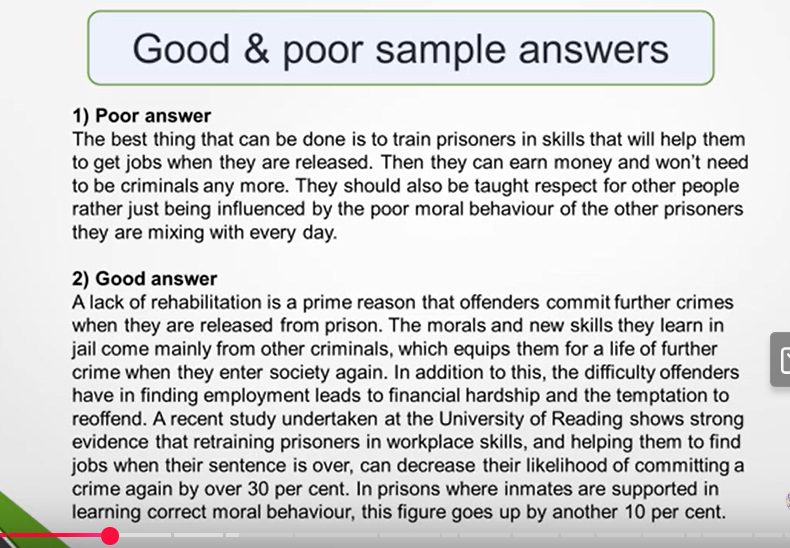 Good & poor sample answers
1) Poor answer
The best thing that can be done is to train prisoners in skills that will help them
to get jobs when they are released. Then they can earn money and won't need
to be criminals any more. They should also be taught respect for other people
rather just being influenced by the poor moral behaviour of the other prisoners
they are mixing with every day.
2) Good answer
A lack of rehabilitation is a prime reason that offenders commit further crimes
when they are released from prison. The morals and new skills they learn in
jail come mainly from other criminals, which equips them for a life of further
crime when they enter society again. In addition to this, the difficulty offenders
have in finding employment leads to financial hardship and the temptation to
reoffend. A recent study undertaken at the University of Reading shows strong
evidence that retraining prisoners in workplace skills, and helping them to find
jobs when their sentence is over, can decrease their likelihood of committing a
crime again by over 30 per cent. In prisons where inmates are supported in
learning correct moral behaviour, this figure goes up by another 10 per cent.